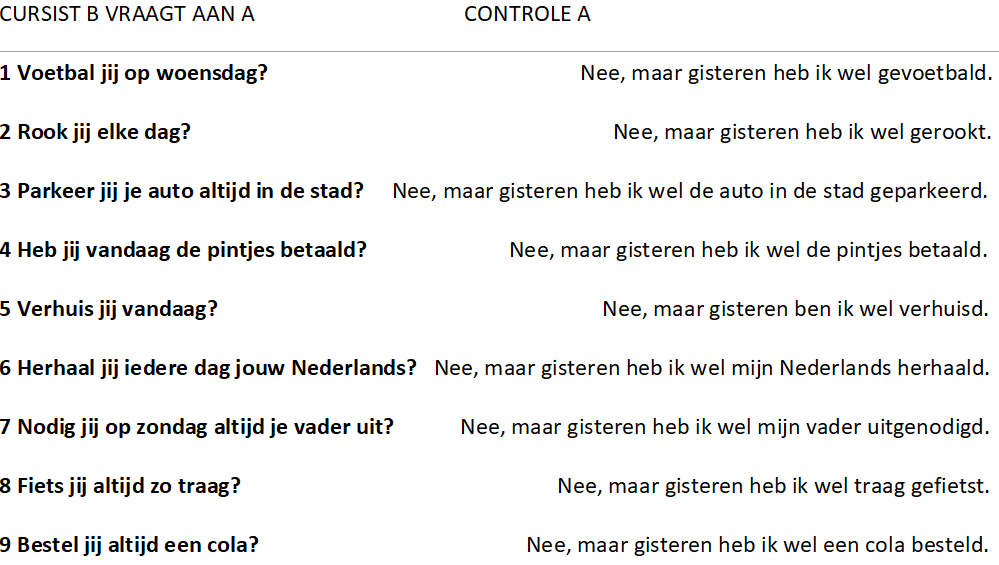 CURSIST B VRAAGT AAN A CONTROLE A
1 Voetbal jij op woensdag? Nee, maar gisteren heb ik wel gevoetbald.
2 Rook jij elke dag? Nee, maar gisteren heb ik wel gerookt.
3 Parkeer jij je auto altijd in de stad? Nee, maar gisteren heb ik wel de auto in de stad geparkeerd.
4 Heb jij vandaag de pintjes betaald? Nee, maar gisteren heb ik wel de pintjes betaald.
5 Verhuis jij vandaag? Nee, maar gisteren ben ik wel verhuisd.
6 Herhaal jij iedere dag jouw Nederlands? Nee, maar gisteren heb ik wel mijn Nederlands herhaald.
7 Nodig jij op zondag altijd je vader uit? Nee, maar gisteren heb ik wel mijn vader uitgenodigd.
8 Fiets jij altijd zo traag? Nee, maar gisteren heb ik wel traag gefietst.
9 Bestel jij altijd een cola? Nee, maar gisteren heb ik wel een cola besteld.